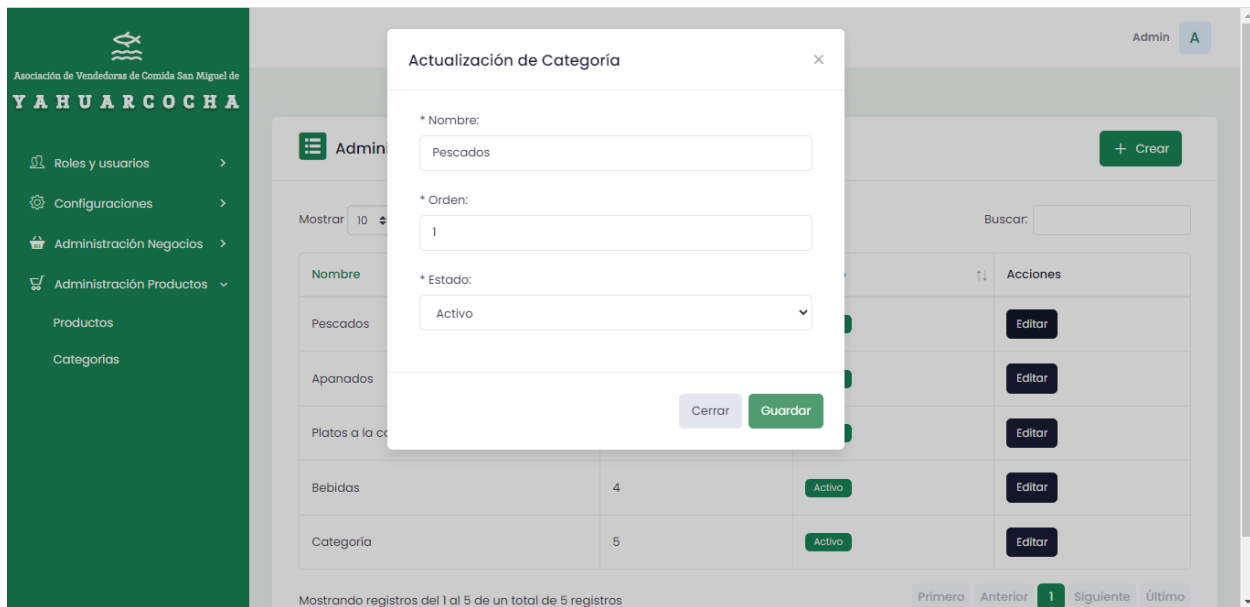 Asociación de Vendedoras de Comida San Miguel de
YAHUARCOCHA
Roles y usuarios
Configuraciones
Administración Negocios
Administración Productos
Productos
Categorías
Admin A
Actualización de Categoría
* Nombre:
Pescados
* Orden:
1
* Estado:
Activo
Cerrar Guardar
+ Crear
Mostrar 10
Buscar:
Nombre Acciones
Pescados Editar
Apanados Editar
Platos a la Editar
Bebidas 4 Activo Editar
Categoría 5 Activo Editar
Mostrando registros del 1 al 5 de un total de 5 registros
Primero Anterior 1 Siguiente Último